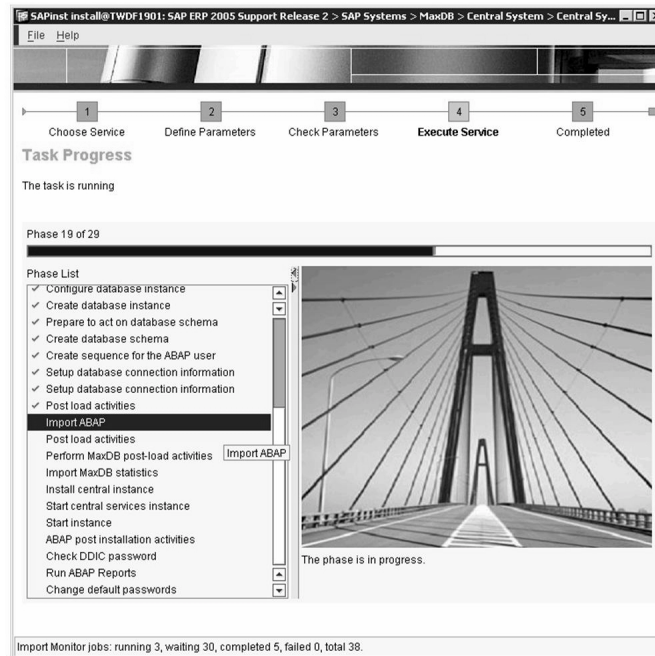 SAPinst install@TWDF1901: SAP ERP 2005 Support Release 2 > SAP Systems > MaxDB > Central System > Central Sy...
File Help
1 2 3 4 5
Choose Service Define Parameters Check Parameters Execute Service Completed
Task Progress
The task is running
Phase 19 of 29
Phase List
Configure database instance
Create database instance
Prepare to act on database schema
Create database schema
Create sequence for the ABAP user
Setup database connection information
Setup database connection information
Post load activities
Import ABAP
Post load activities
Perform MaxDB post-load activities
Import ABAP
Import MaxDB statistics
Install central instance
Start central services instance
Start instance
ABAP post installation activities
Check DDIC password
Run ABAP Reports
Change default passwords
The phase is in progress.
Import Monitor jobs: running 3, waiting 30, completed 5, failed 0, total 38.